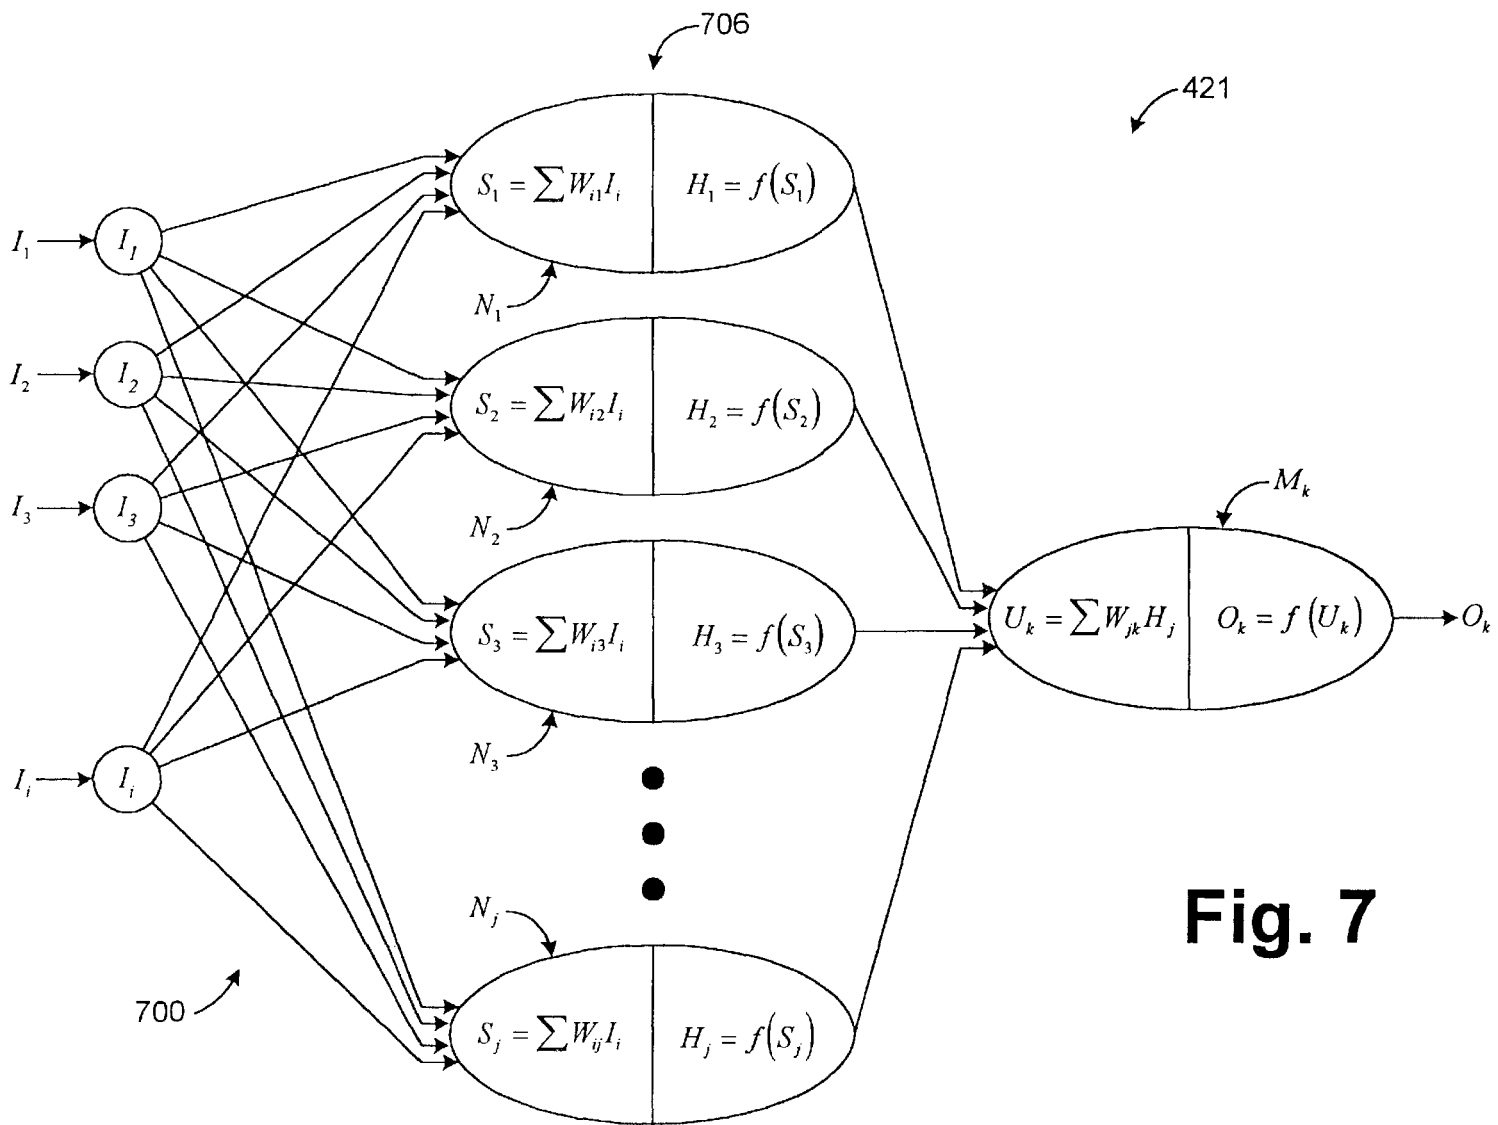 706
421
S₁ = ∑ Wᵢ₁Iᵢ H₁ = f(S₁)
I₁ I₁
N₁
I₂ I₂
S₂ = ∑ Wᵢ₂Iᵢ H₂ = f(S₂)
I₃ I₃
N₂
Mₖ
S₃ = ∑ Wᵢ₃Iᵢ H₃ = f(S₃)
Uₖ = ∑ WⱼₖHⱼ Oₖ = f(Uₖ) Oₖ
N₃
Iᵢ Iᵢ
Nⱼ
Fig. 7
700
Sⱼ = ∑ WᵢⱼIᵢ Hⱼ = f(Sⱼ)